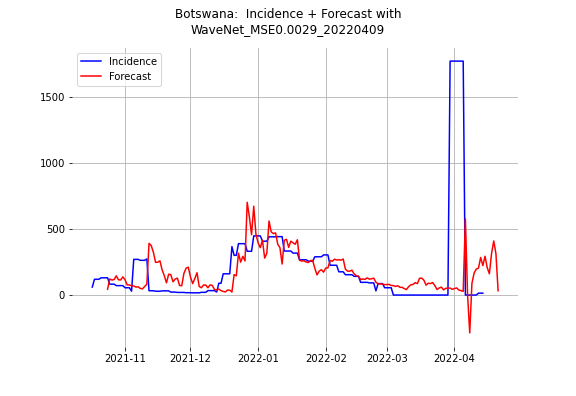 Botswana:  Incidence + Forecast with
WaveNet_MSE0.0029_20220409
Incidence
Forecast
1500
1000
500
0
2021-11
2021-12
2022-01
2022-02
2022-03
2022-04